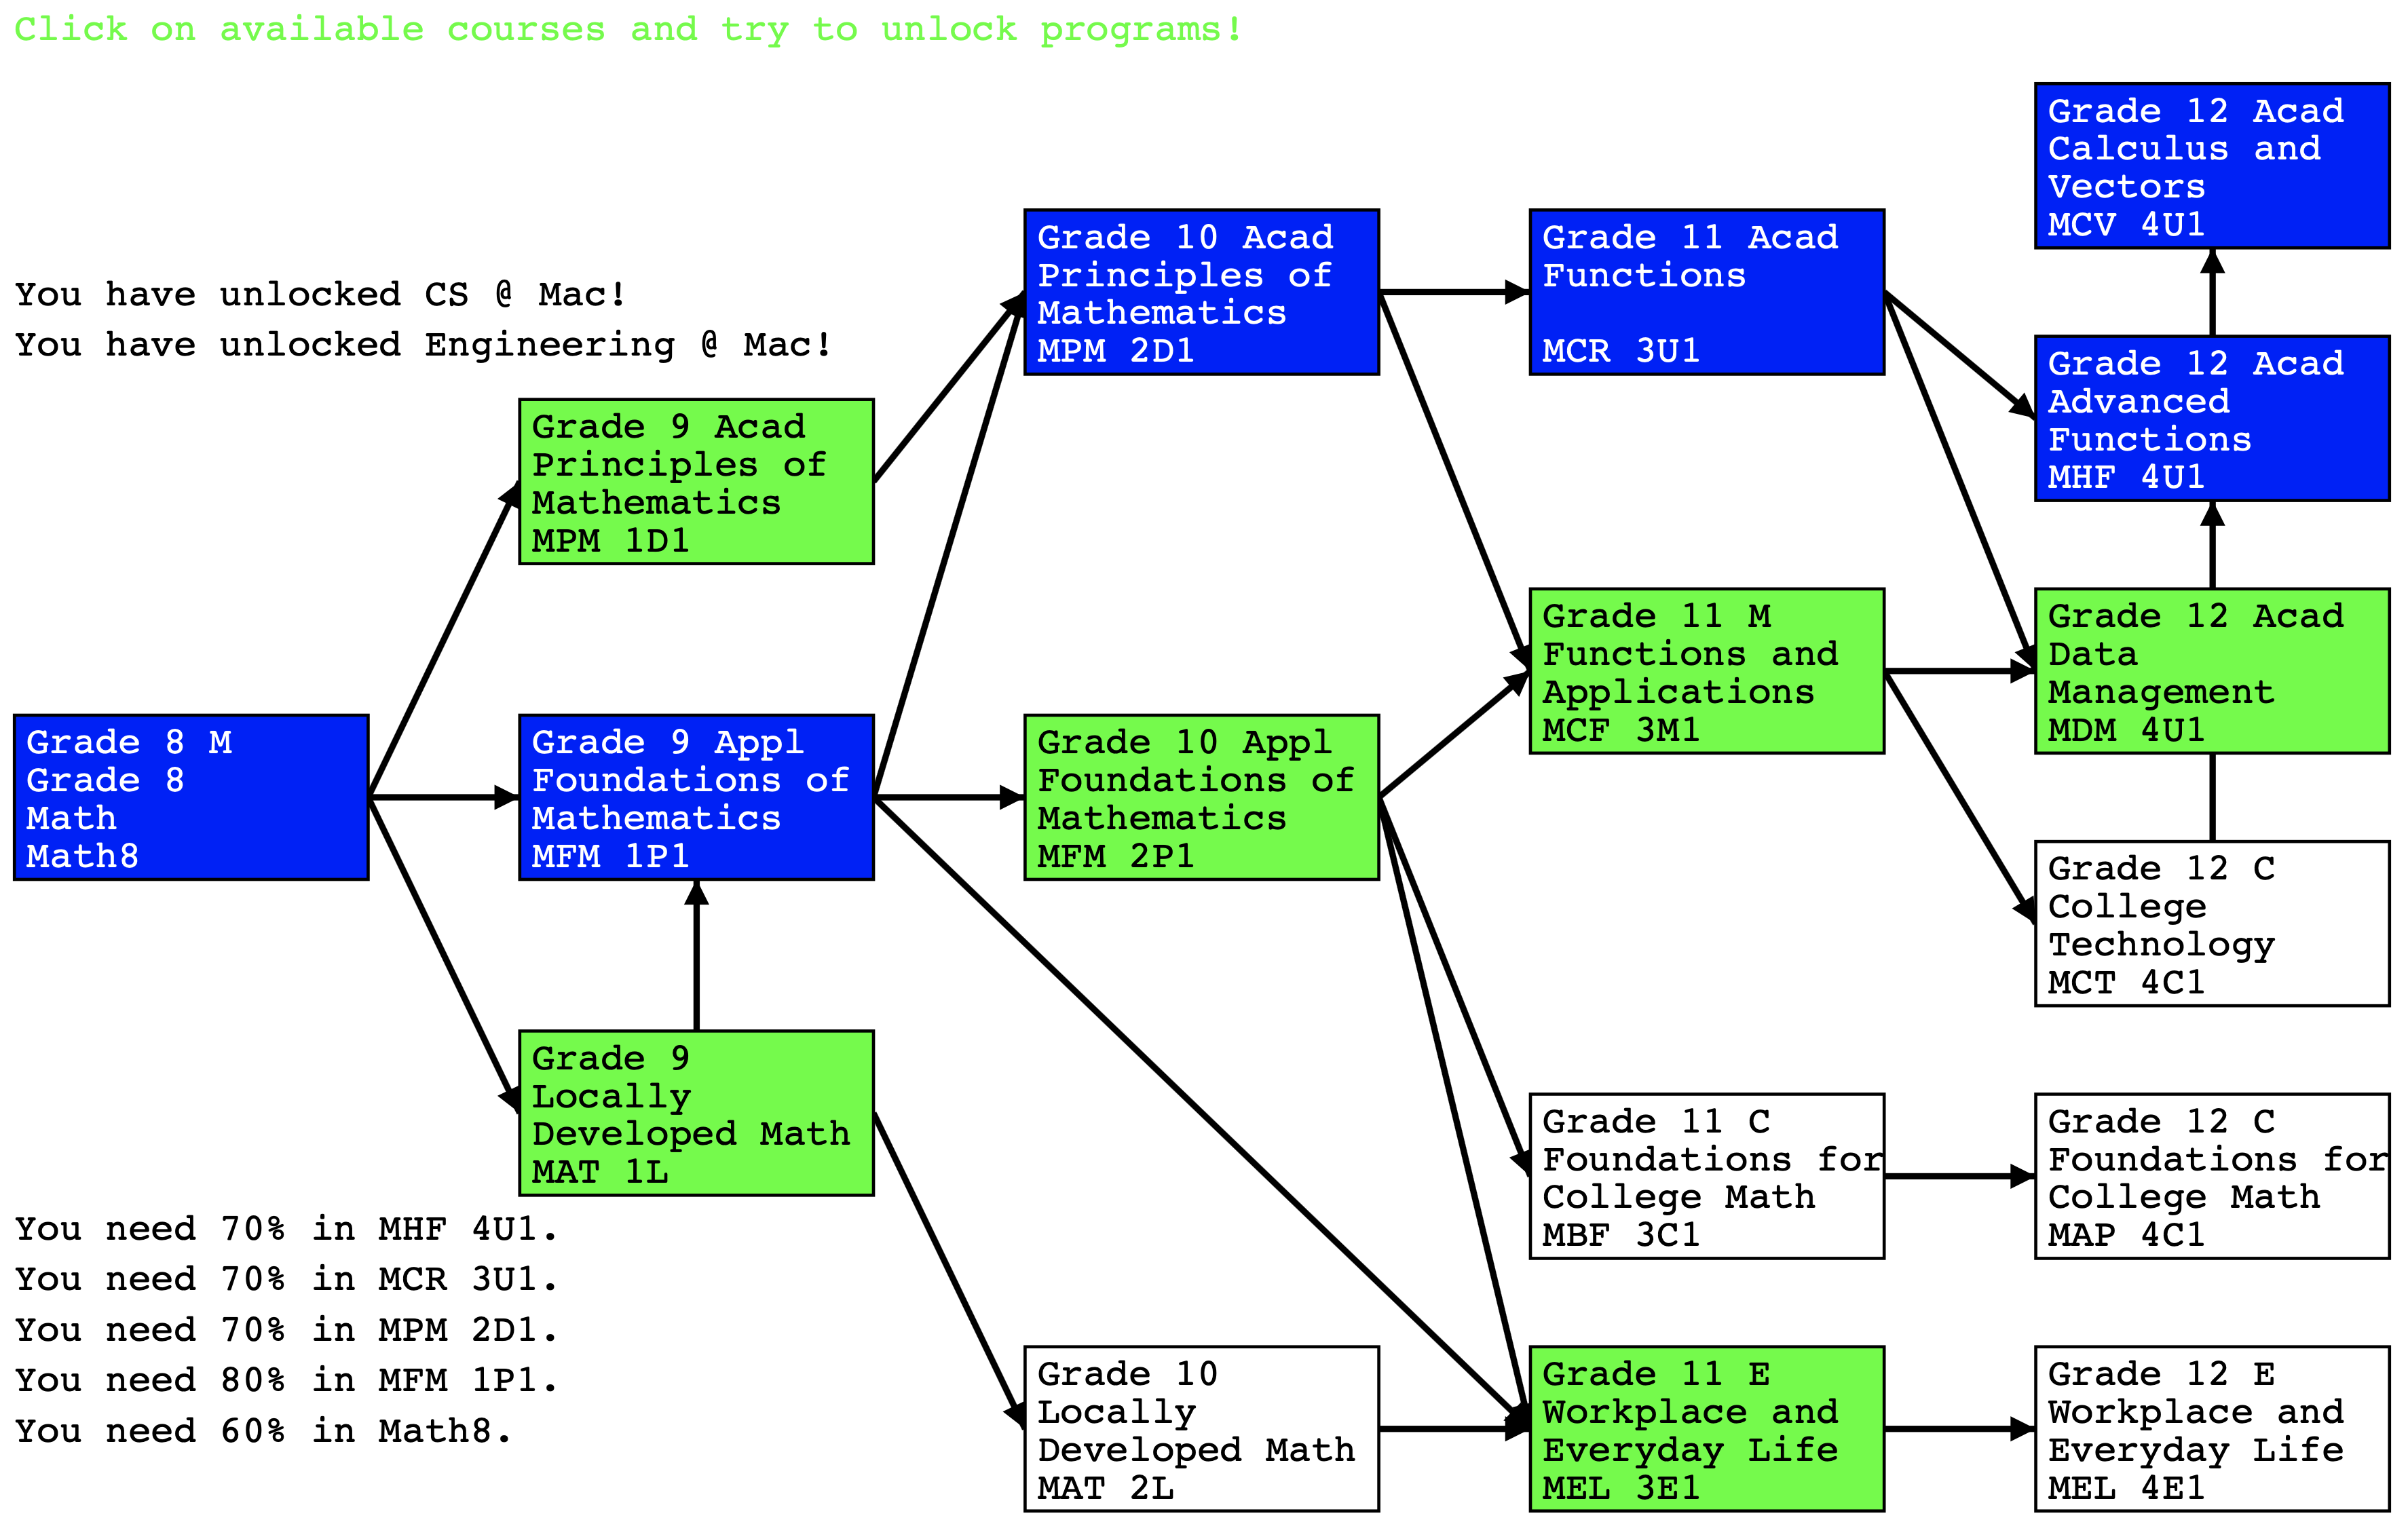 Click on available courses and try to unlock programs!
You have unlocked CS @ Mac!
You have unlocked Engineering @ Mac!
Grade 8 M
Grade 8
Math
Math8
Grade 9 Acad
Principles of
Mathematics
MPM 1D1
Grade 9 Appl
Foundations of
Mathematics
MFM 1P1
Grade 9
Locally
Developed Math
MAT 1L
Grade 10 Acad
Principles of
Mathematics
MPM 2D1
Grade 10 Appl
Foundations of
Mathematics
MFM 2P1
Grade 10
Locally
Developed Math
MAT 2L
Grade 11 Acad
Functions
MCR 3U1
Grade 11 M
Functions and
Applications
MCF 3M1
Grade 11 C
Foundations for
College Math
MBF 3C1
Grade 11 E
Workplace and
Everyday Life
MEL 3E1
Grade 12 Acad
Calculus and
Vectors
MCV 4U1
Grade 12 Acad
Advanced
Functions
MHF 4U1
Grade 12 Acad
Data
Management
MDM 4U1
Grade 12 C
College
Technology
MCT 4C1
Grade 12 C
Foundations for
College Math
MAP 4C1
Grade 12 E
Workplace and
Everyday Life
MEL 4E1
You need 70% in MHF 4U1.
You need 70% in MCR 3U1.
You need 70% in MPM 2D1.
You need 80% in MFM 1P1.
You need 60% in Math8.